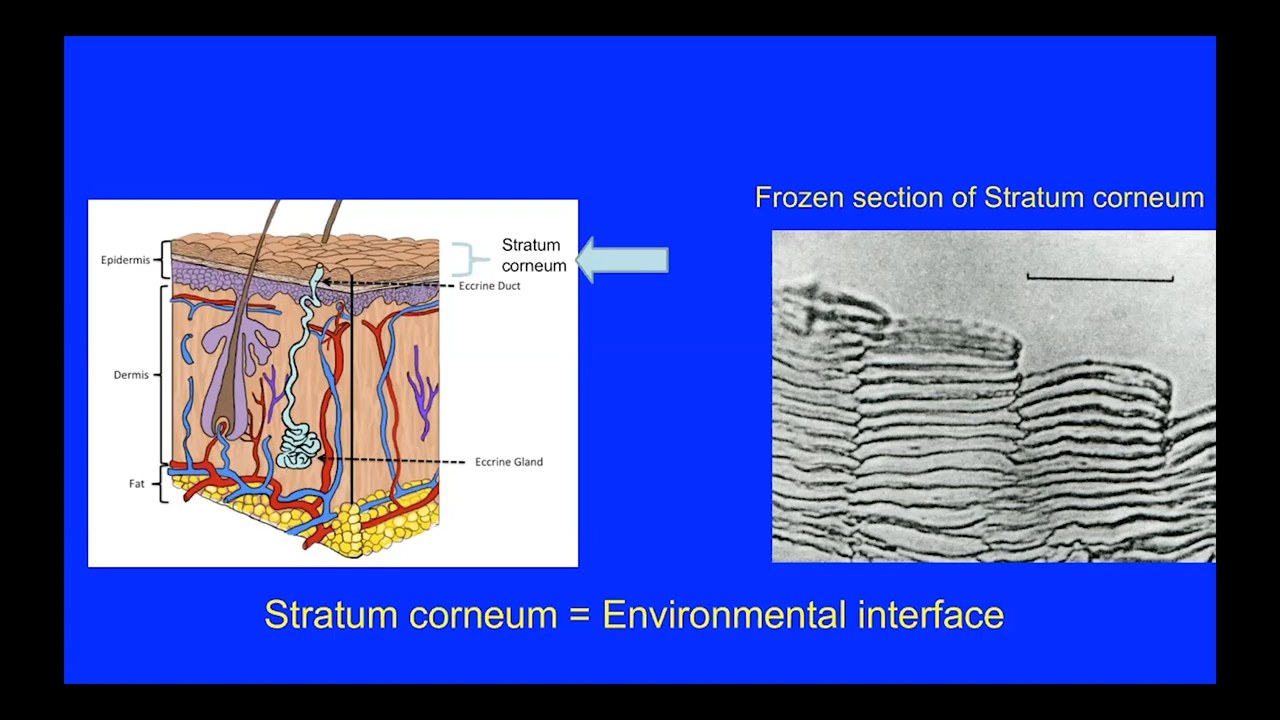 Frozen section of Stratum corneum
Epidermis
Stratum
corneum
Eccrine Duct
Dermis
Eccrine Gland
Fat
Stratum corneum = Environmental interface